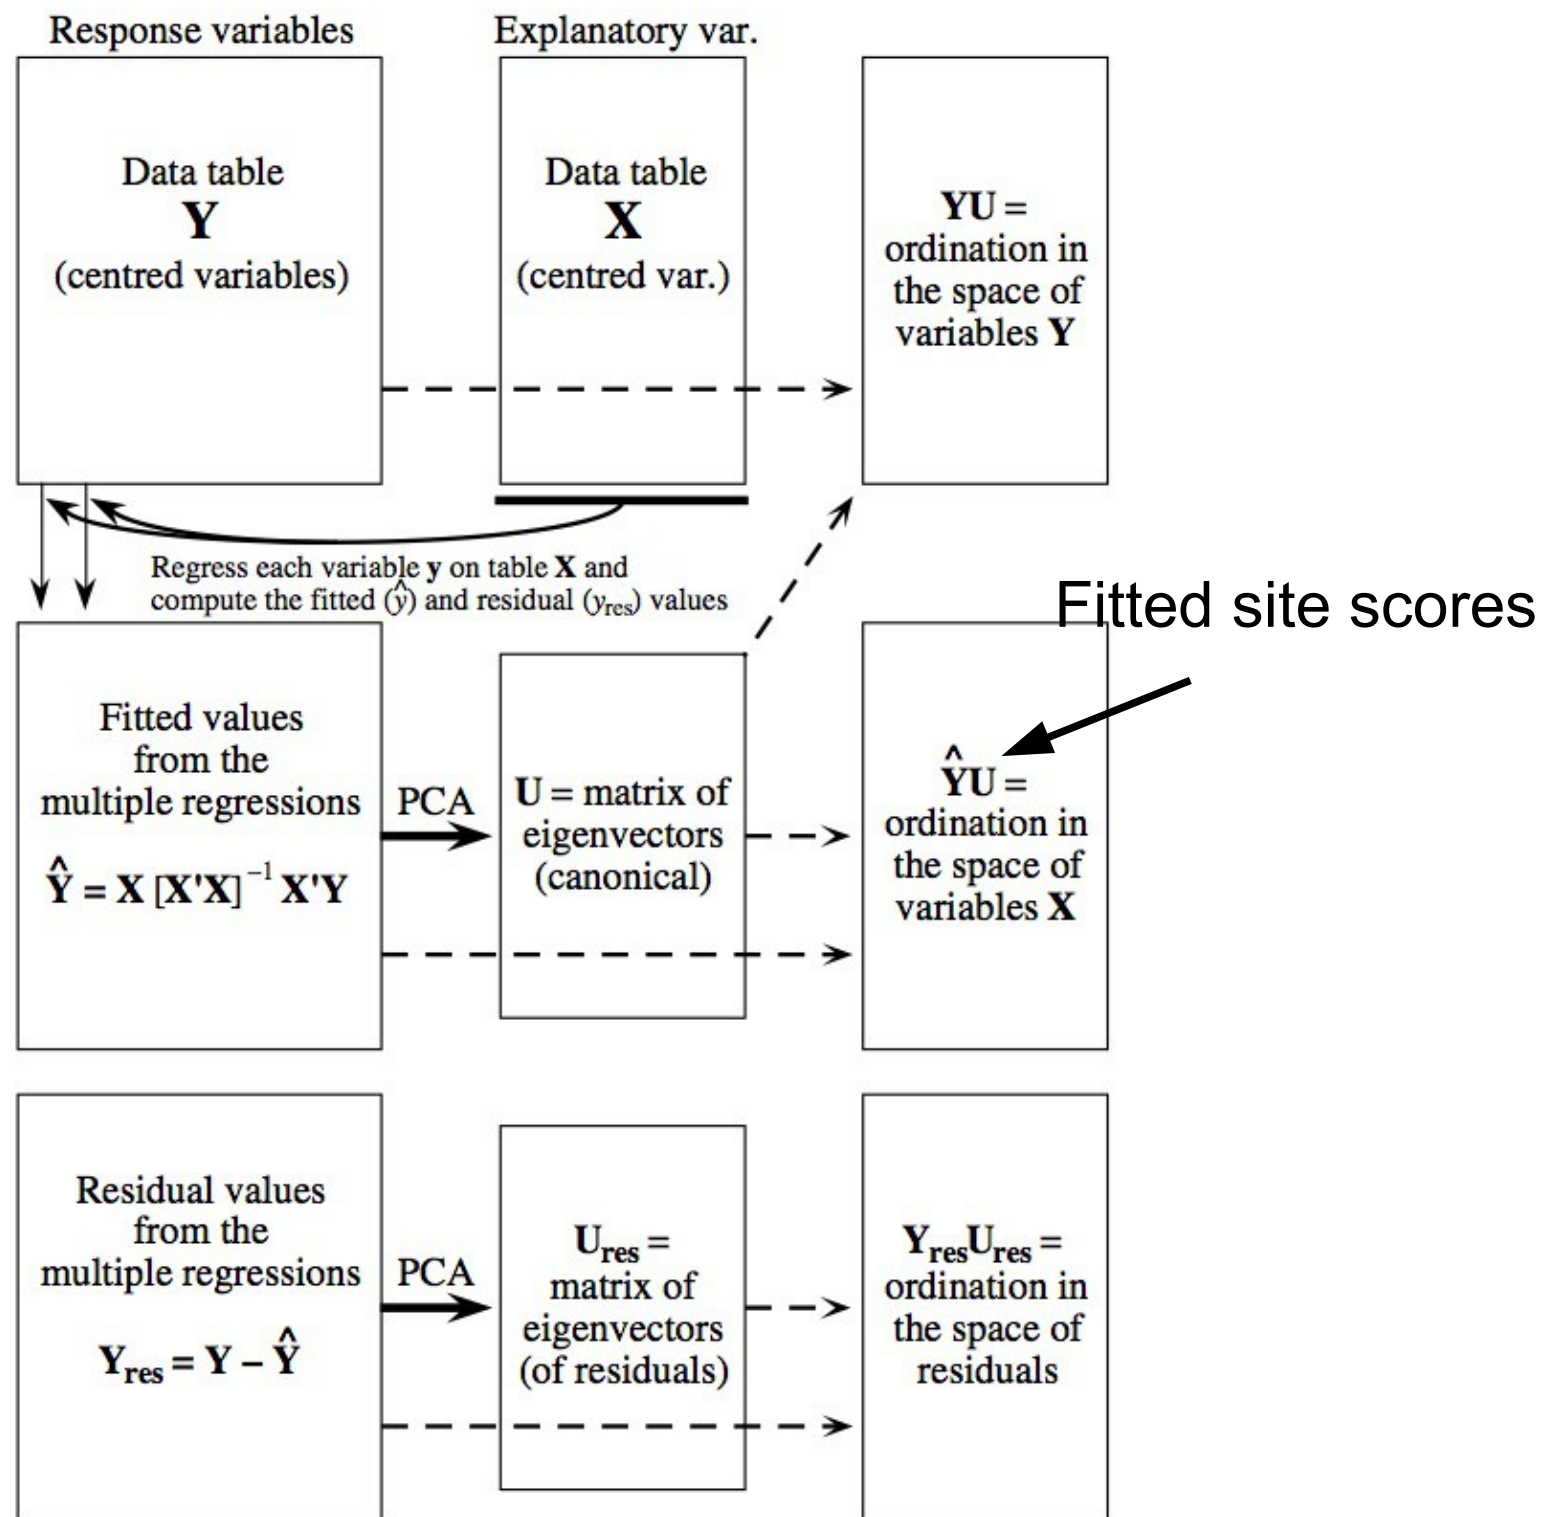 Response variables
Explanatory var.
Data table
Y
(centred variables)
Data table
X
(centred var.)
YU =
ordination in
the space of
variables Y
Regress each variable y on table X and
compute the fitted (ŷ) and residual (yres) values
Fitted site scores
Fitted values
from the
multiple regressions
Ŷ = X [X'X]⁻¹ X'Y
PCA
U = matrix of
eigenvectors
(canonical)
ŶU =
ordination in
the space of
variables X
Residual values
from the
multiple regressions
Yres = Y – Ŷ
PCA
Ures =
matrix of
eigenvectors
(of residuals)
YresUres =
ordination in
the space of
residuals